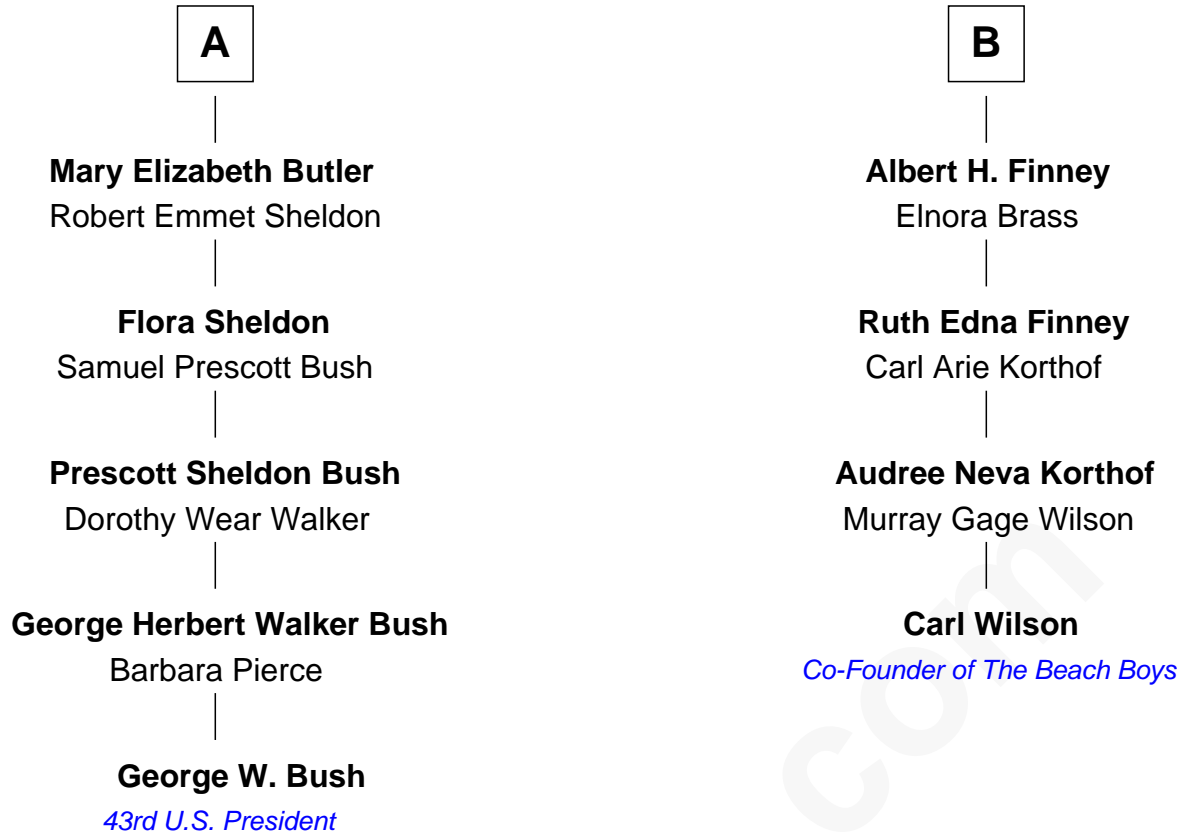 A
Mary Elizabeth Butler
Robert Emmet Sheldon
Flora Sheldon
Samuel Prescott Bush
Prescott Sheldon Bush
Dorothy Wear Walker
George Herbert Walker Bush
Barbara Pierce
George W. Bush
43rd U.S. President
B
Albert H. Finney
Elnora Brass
Ruth Edna Finney
Carl Arie Korthof
Audree Neva Korthof
Murray Gage Wilson
Carl Wilson
Co-Founder of The Beach Boys
com